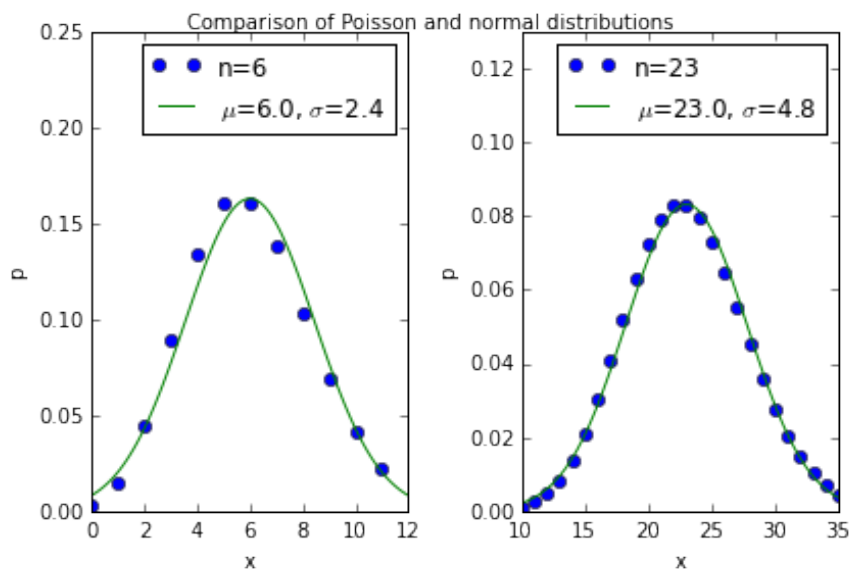 Comparison of Poisson and normal distributions
0.25
0.20
0.15
0.10
0.05
0.00
p
n=6
μ=6.0, σ=2.4
0 2 4 6 8 10 12
x
0.12
0.10
0.08
0.06
0.04
0.02
0.00
p
n=23
μ=23.0, σ=4.8
10 15 20 25 30 35
x